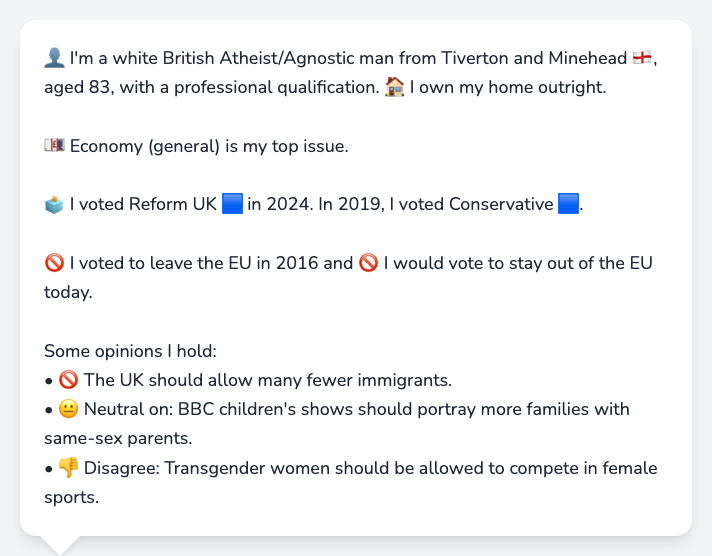 👤 I'm a white British Atheist/Agnostic man from Tiverton and Minehead 🏴󠁧󠁢󠁥󠁮󠁧󠁿,
aged 83, with a professional qualification. 🏠 I own my home outright.
💷 Economy (general) is my top issue.
🗳️ I voted Reform UK 🟦 in 2024. In 2019, I voted Conservative 🟦.
🚫 I voted to leave the EU in 2016 and 🚫 I would vote to stay out of the EU
today.
Some opinions I hold:
• 🚫 The UK should allow many fewer immigrants.
• 😐 Neutral on: BBC children's shows should portray more families with
same-sex parents.
• 👎 Disagree: Transgender women should be allowed to compete in female
sports.